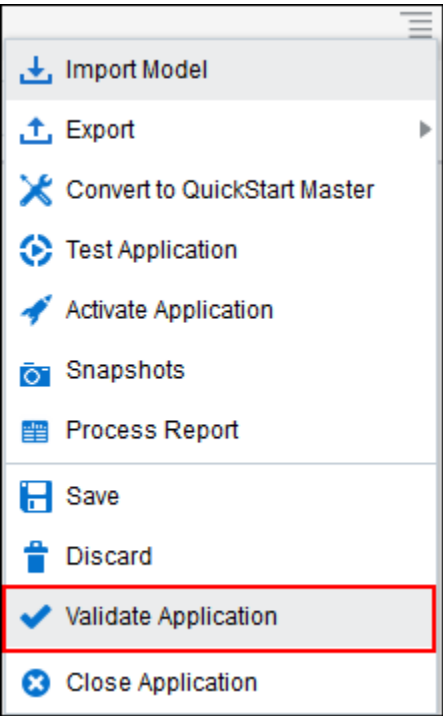 Import Model
Export
Convert to QuickStart Master
Test Application
Activate Application
Snapshots
Process Report
Save
Discard
Validate Application
Close Application